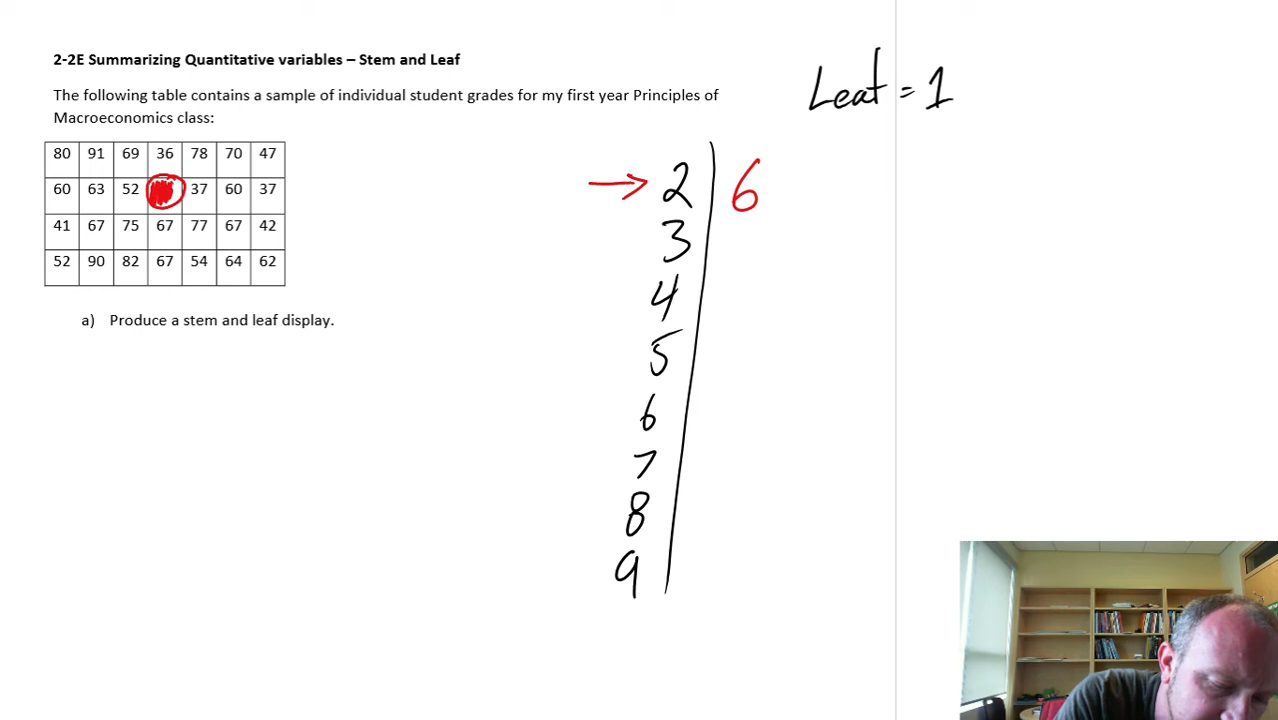 2-2E Summarizing Quantitative variables – Stem and Leaf
The following table contains a sample of individual student grades for my first year Principles of
Macroeconomics class:
80 91 69 36 78 70 47
60 63 52 37 60 37
41 67 75 67 77 67 42
52 90 82 67 54 64 62
a) Produce a stem and leaf display.
Leaf = 1
2 6
3
4
5
6
7
8
9